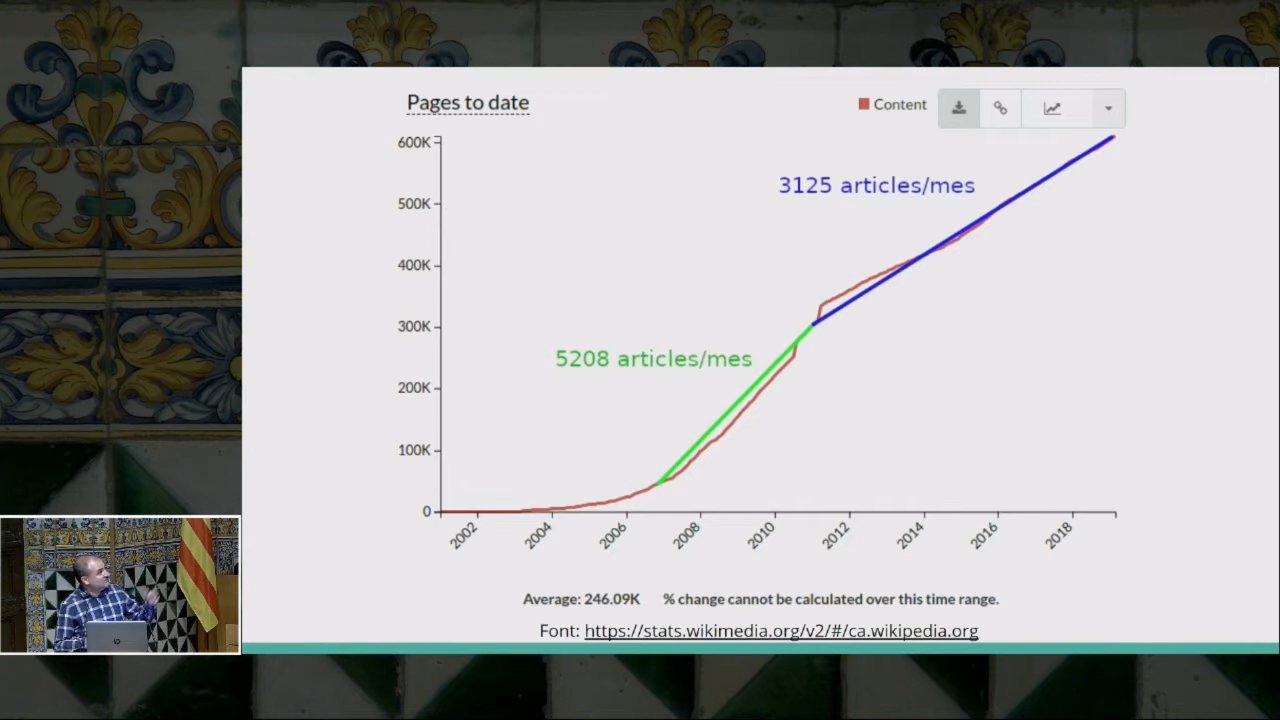 Pages to date
Content
600K
500K
400K
300K
200K
100K
0
3125 articles/mes
5208 articles/mes
2002
2004
2006
2008
2010
2012
2014
2016
2018
Average: 246.09K % change cannot be calculated over this time range.
Font: https://stats.wikimedia.org/v2/#/ca.wikipedia.org